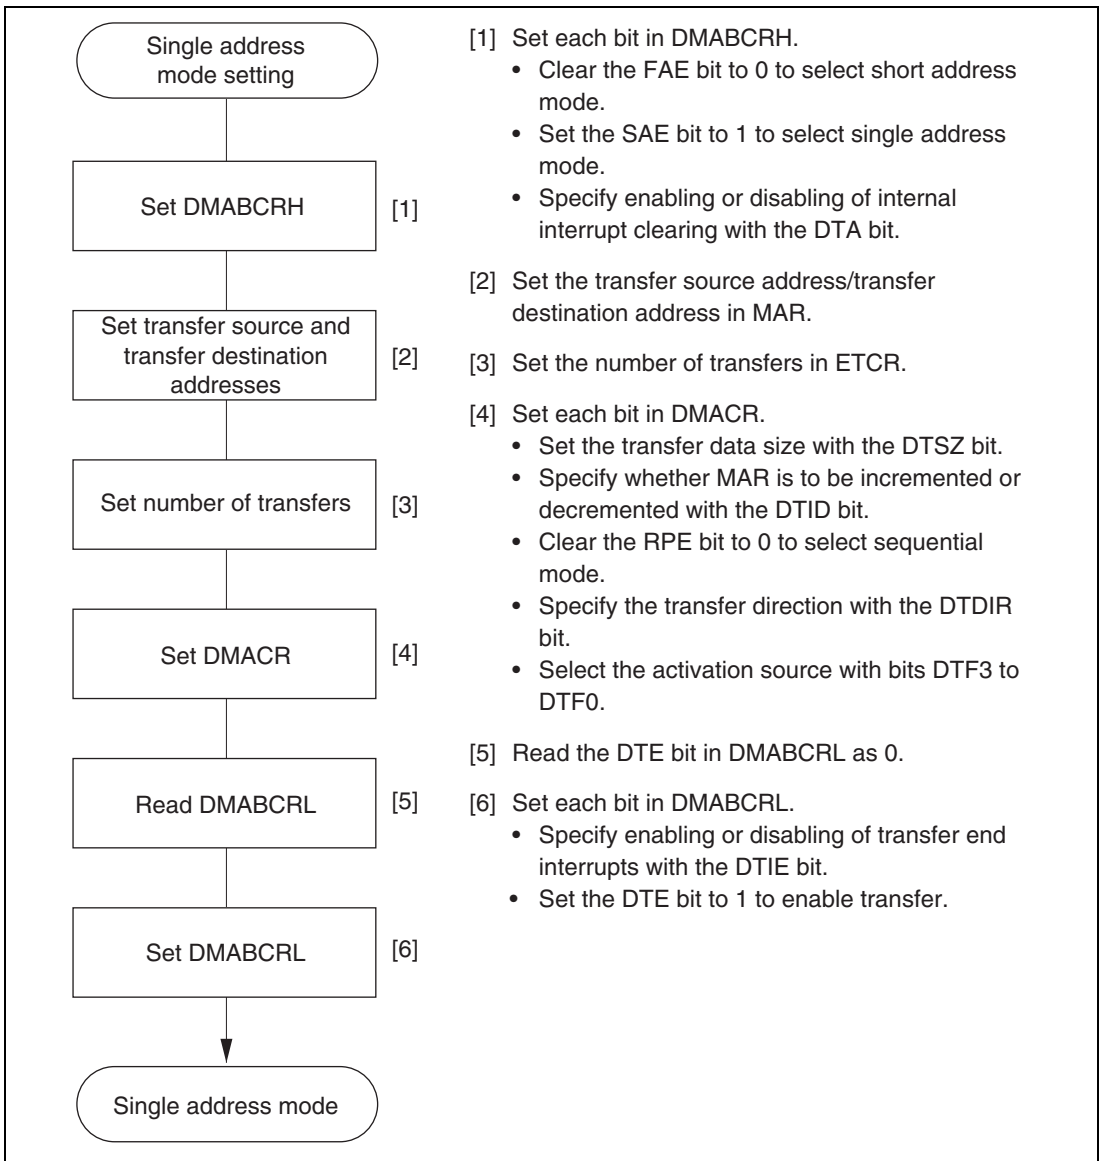 Single address
mode setting
Set DMABCRH
[1]
Set transfer source and
transfer destination
addresses
[2]
Set number of transfers
[3]
Set DMACR
[4]
Read DMABCRL
[5]
Set DMABCRL
[6]
Single address mode
[1] Set each bit in DMABCRH.
• Clear the FAE bit to 0 to select short address
mode.
• Set the SAE bit to 1 to select single address
mode.
• Specify enabling or disabling of internal
interrupt clearing with the DTA bit.
[2] Set the transfer source address/transfer
destination address in MAR.
[3] Set the number of transfers in ETCR.
[4] Set each bit in DMACR.
• Set the transfer data size with the DTSZ bit.
• Specify whether MAR is to be incremented or
decremented with the DTID bit.
• Clear the RPE bit to 0 to select sequential
mode.
• Specify the transfer direction with the DTDIR
bit.
• Select the activation source with bits DTF3 to
DTF0.
[5] Read the DTE bit in DMABCRL as 0.
[6] Set each bit in DMABCRL.
• Specify enabling or disabling of transfer end
interrupts with the DTIE bit.
• Set the DTE bit to 1 to enable transfer.